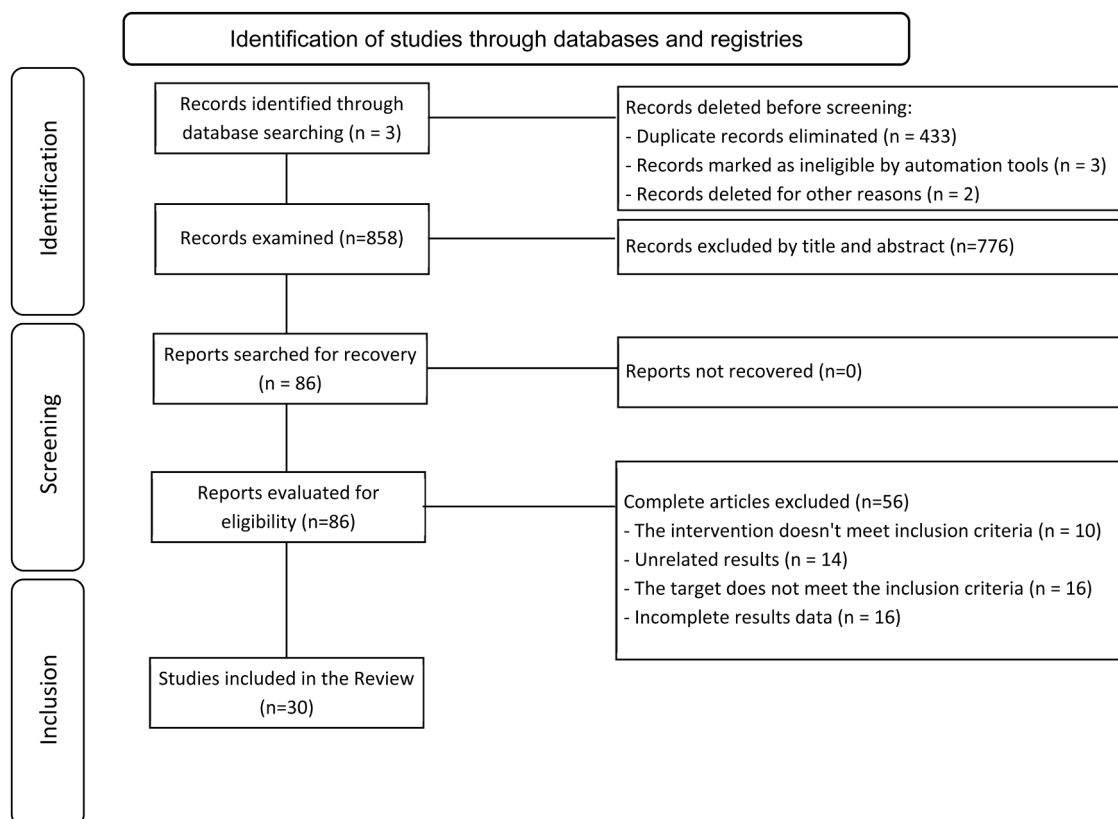 Identification of studies through databases and registries
Identification
Records identified through
database searching (n = 3)
Records deleted before screening:
- Duplicate records eliminated (n = 433)
- Records marked as ineligible by automation tools (n = 3)
- Records deleted for other reasons (n = 2)
Records examined (n=858)
Records excluded by title and abstract (n=776)
Screening
Reports searched for recovery
(n = 86)
Reports not recovered (n=0)
Reports evaluated for
eligibility (n=86)
Complete articles excluded (n=56)
- The intervention doesn't meet inclusion criteria (n = 10)
- Unrelated results (n = 14)
- The target does not meet the inclusion criteria (n = 16)
- Incomplete results data (n = 16)
Inclusion
Studies included in the Review
(n=30)